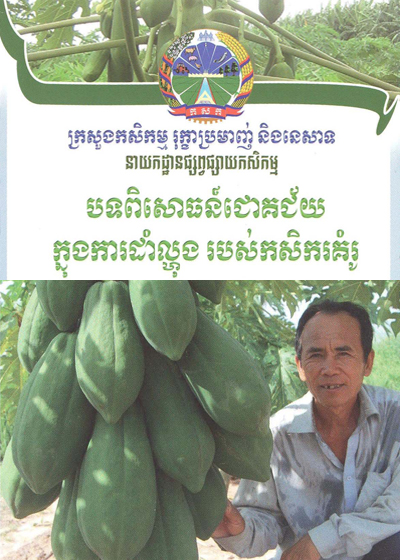 ក.ស.ក
ក្រសួងកសិកម្ម រុក្ខាប្រមាញ់ និងនេសាទ
នាយកដ្ឋានផ្សព្វផ្សាយកសិកម្ម
បទពិសោធន៍ជោគជ័យ
ក្នុងការដាំល្ហុង របស់កសិករគំរូ